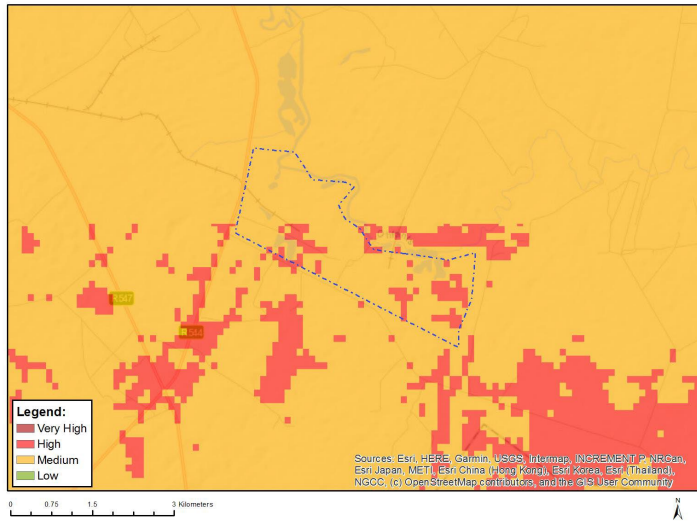 R547
R544
Legend:
Very High
High
Medium
Low
Sources: Esri, HERE, Garmin, USGS, Intermap, INCREMENT P, NRCan,
Esri Japan, METI, Esri China (Hong Kong), Esri Korea, Esri (Thailand),
NGCC, (c) OpenStreetMap contributors, and the GIS User Community
0 0.75 1.5 3 Kilometers
N